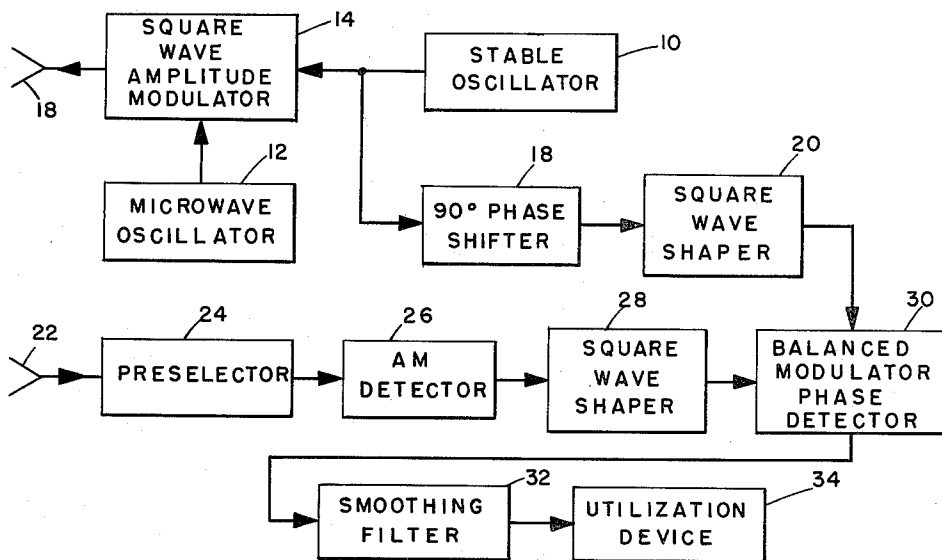 14
SQUARE
WAVE
AMPLITUDE
MODULATOR
18
10
STABLE
OSCILLATOR
12
MICROWAVE
OSCILLATOR
18
90° PHASE
SHIFTER
20
SQUARE
WAVE
SHAPER
22
24
PRESELECTOR
26
AM
DETECTOR
28
SQUARE
WAVE
SHAPER
30
BALANCED
MODULATOR
PHASE
DETECTOR
32
SMOOTHING
FILTER
34
UTILIZATION
DEVICE